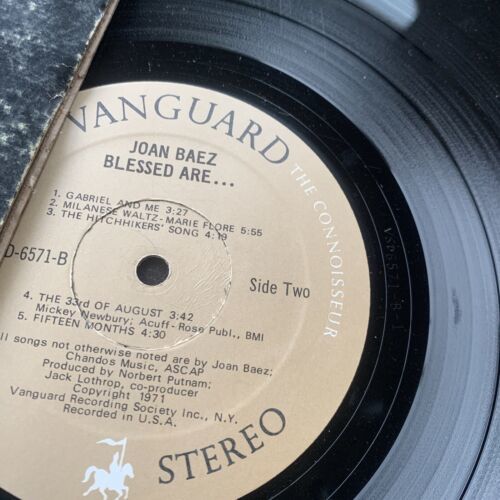 VANGUARD
THE CONNOISSEUR
JOAN BAEZ
BLESSED ARE...
1. GABRIEL AND ME 3:27
2. MILANESE WALTZ-MARIE FLORE 5:55
3. THE HITCHHIKERS' SONG 4:19
D-6571-B
Side Two
4. THE 33rd OF AUGUST 3:42
Mickey Newbury; Acuff-Rose Publ., BMI
5. FIFTEEN MONTHS 4:30
ll songs not otherwise noted are by Joan Baez;
Chandos Music, ASCAP
Produced by Norbert Putnam;
Jack Lothrop, co-producer
Copyright 1971
Vanguard Recording Society Inc., N.Y.
Recorded in U.S.A.
STEREO